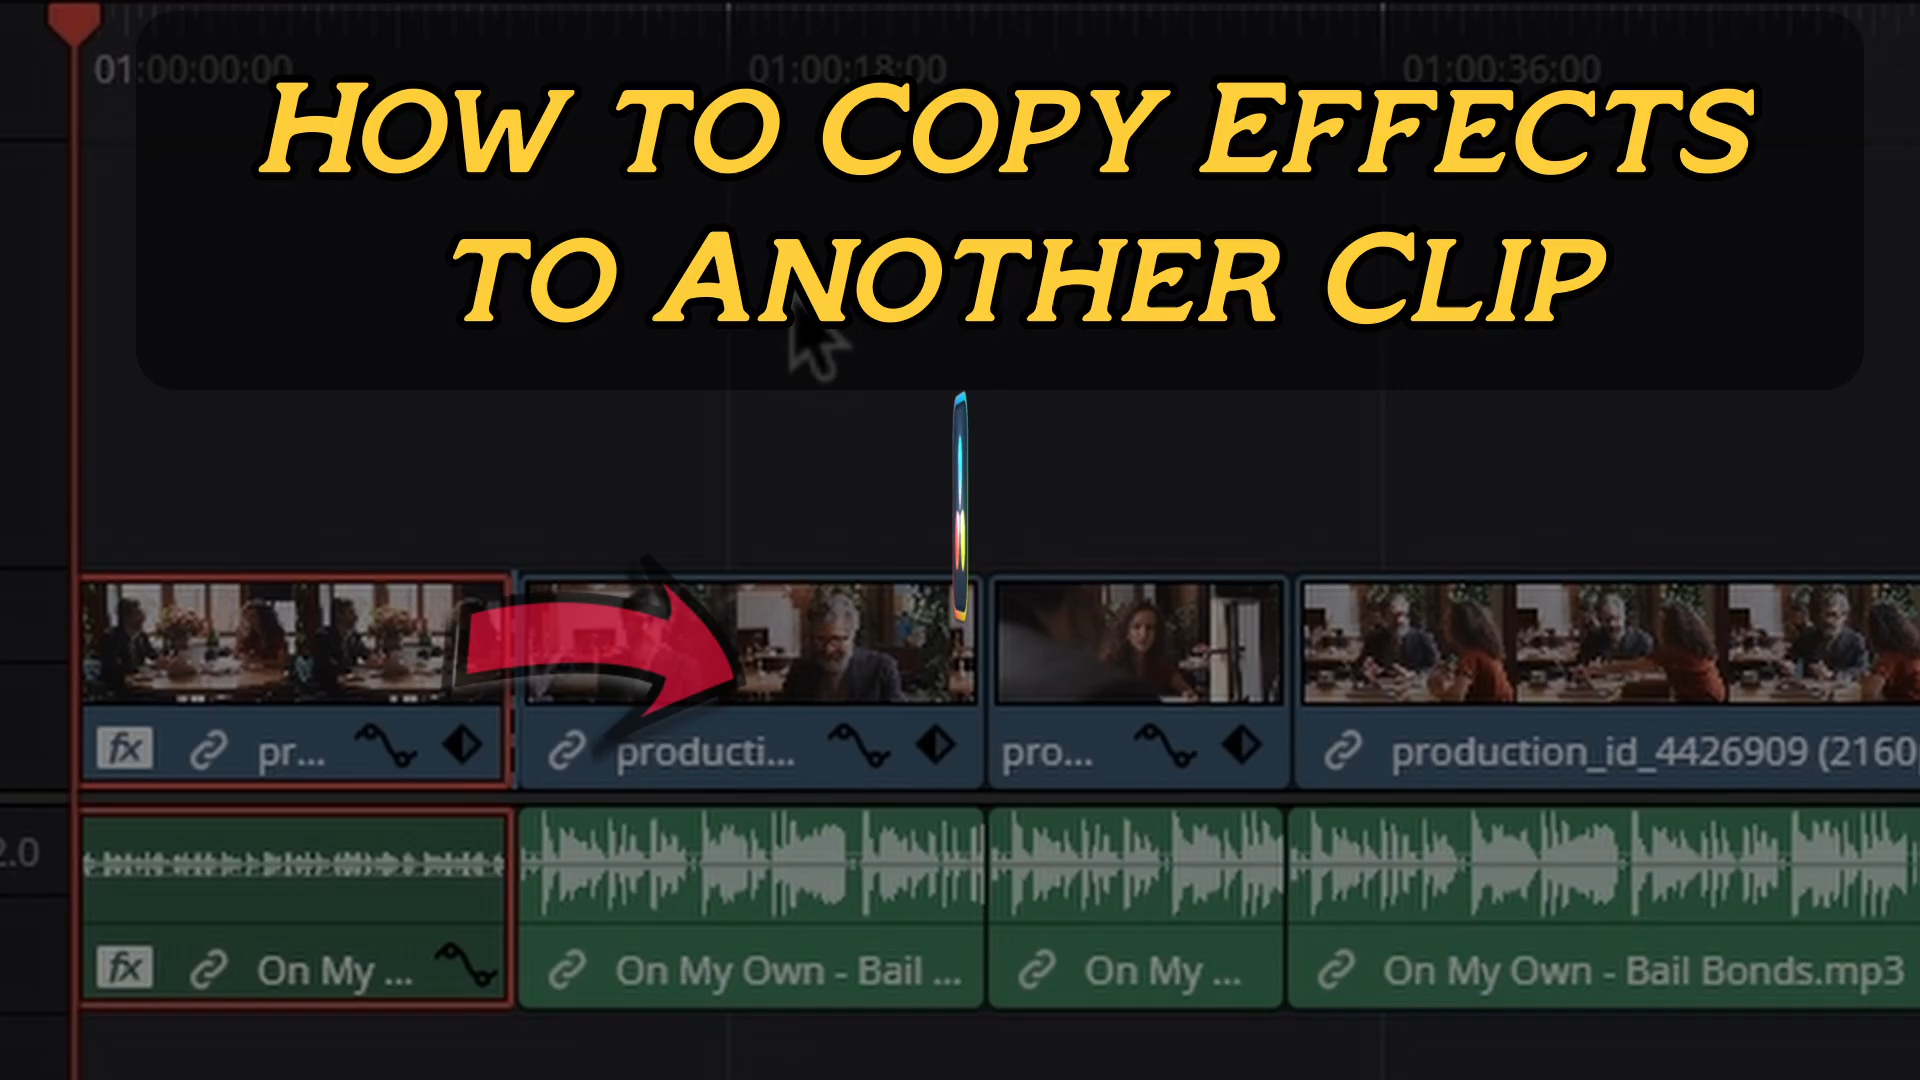 01:00:00:00
01:00:18:00
01:00:36:00
How to Copy Effects
to Another Clip
fx pr...
producti...
pro...
production_id_4426909 (2160
2.0
fx On My ...
On My Own - Bail ...
On My ...
On My Own - Bail Bonds.mp3